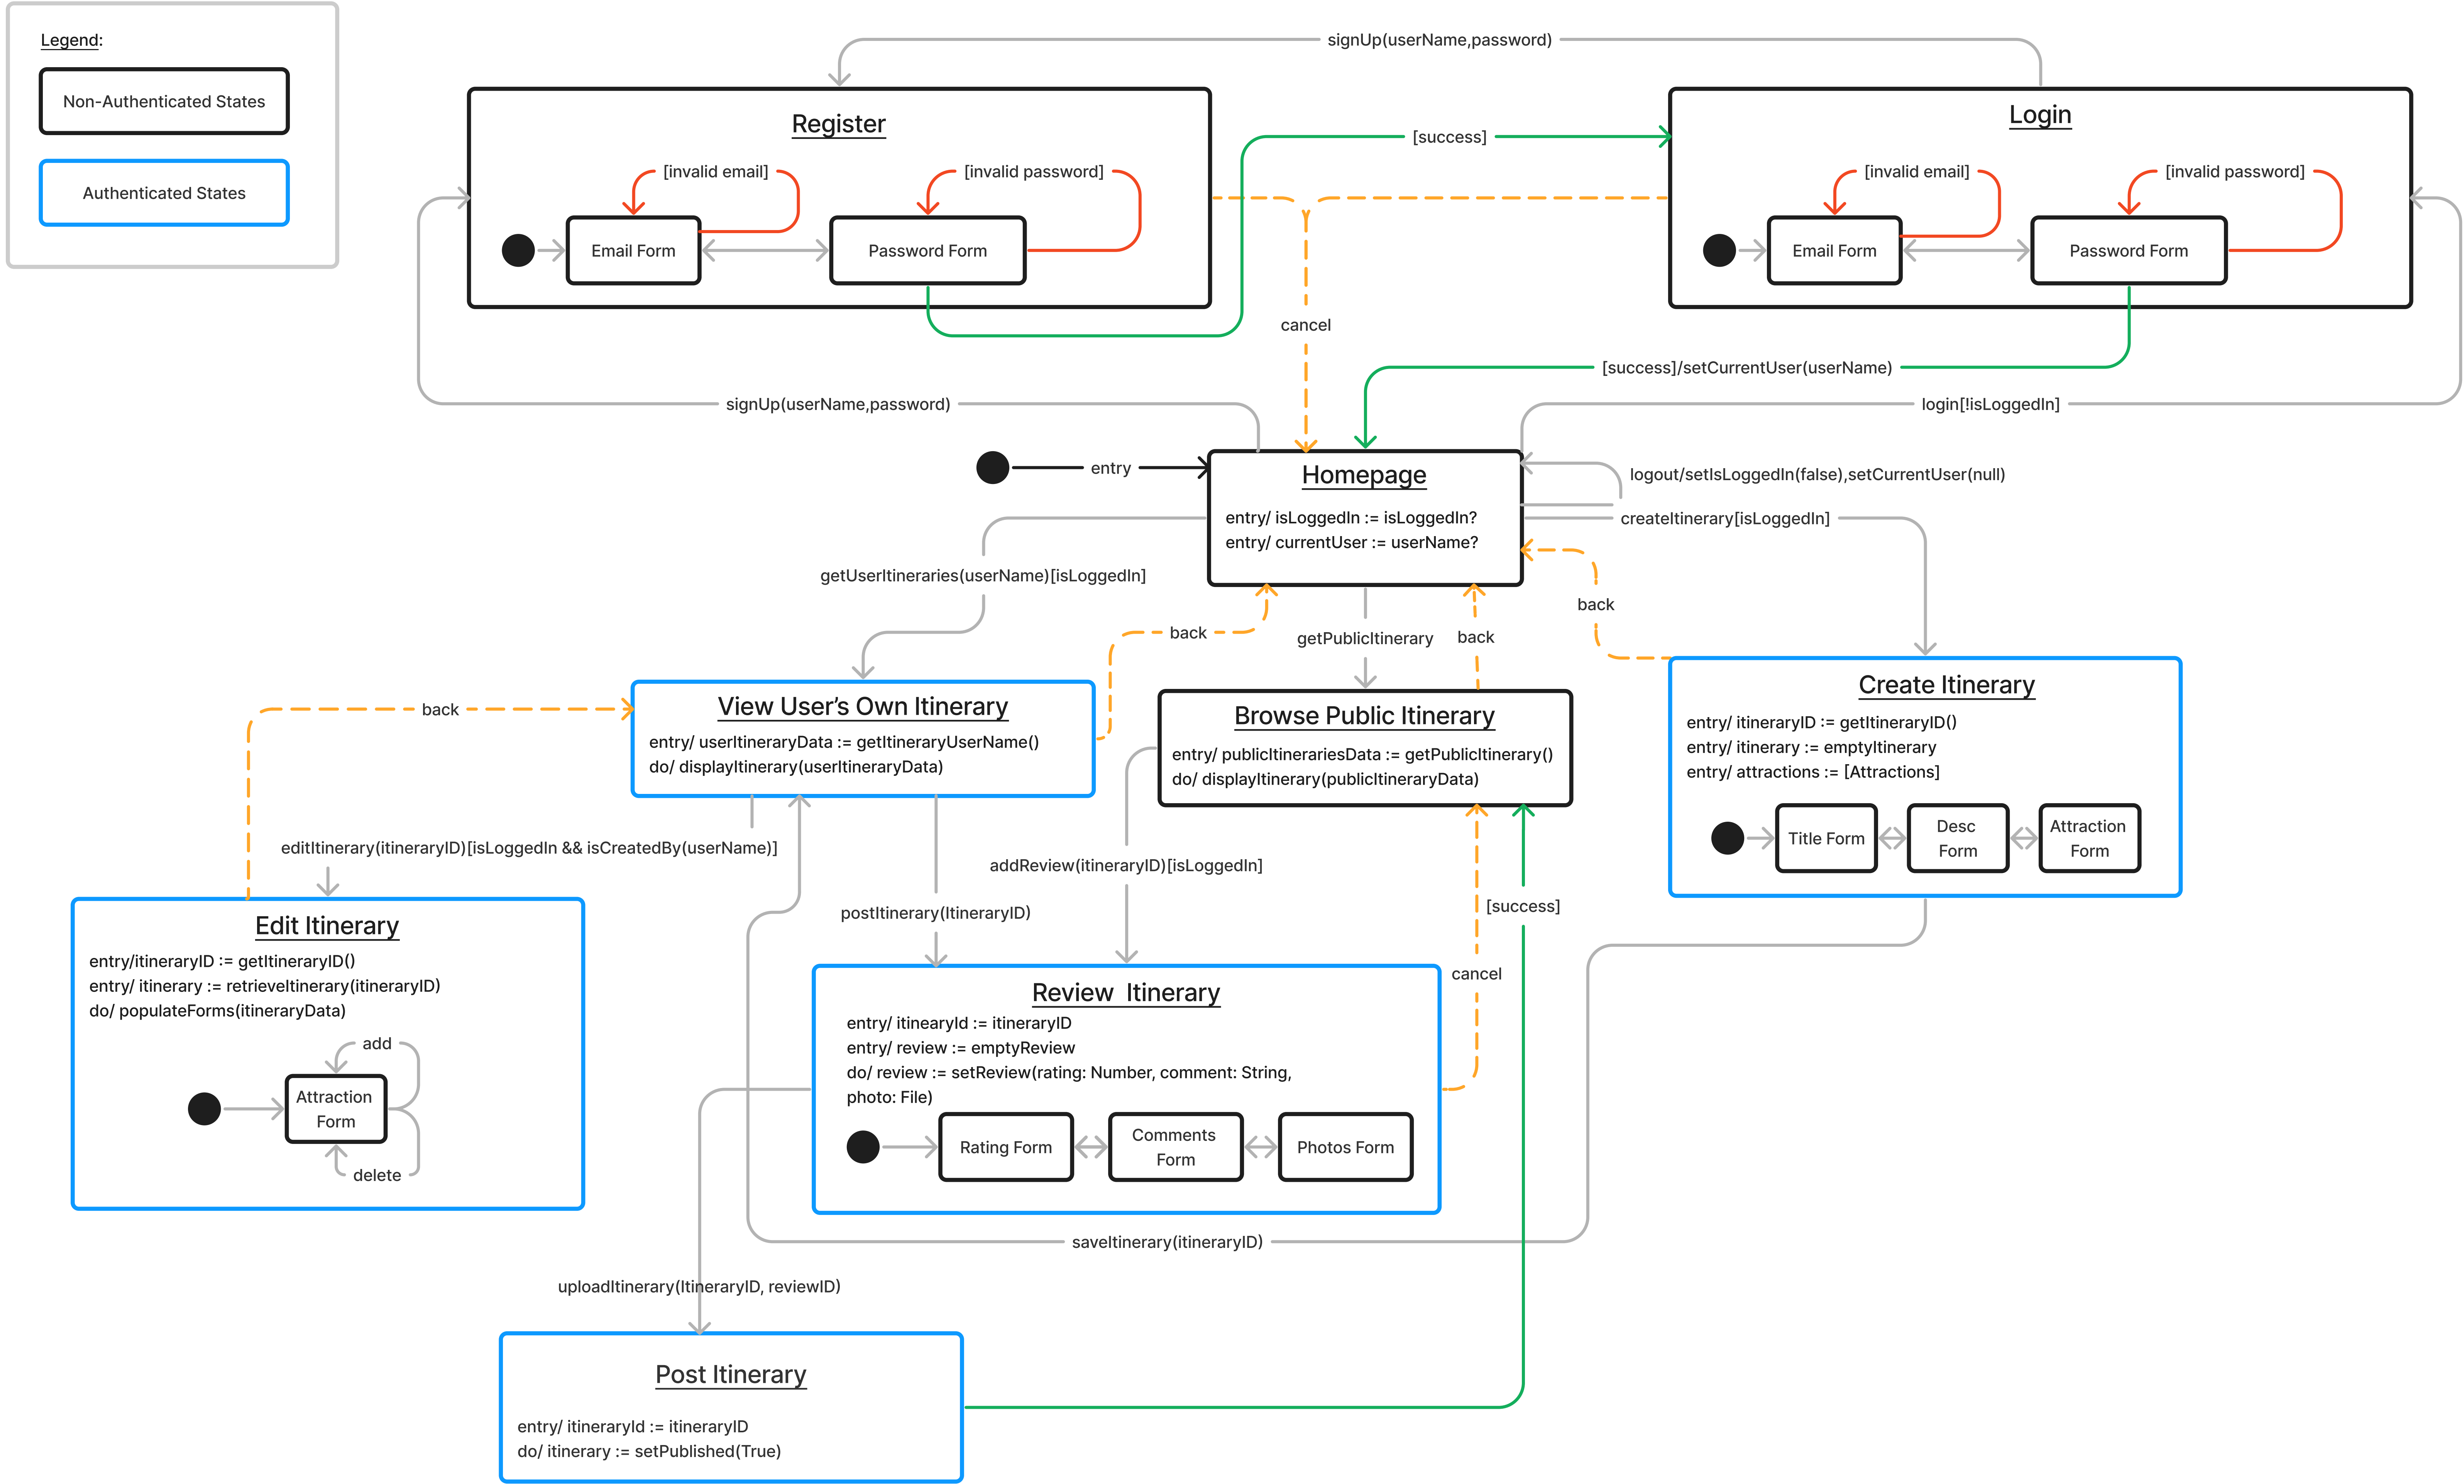 Legend:
Non-Authenticated States
Authenticated States
signUp(userName,password)
Register
[invalid email]
[invalid password]
Email Form
Password Form
[success]
Login
[invalid email]
[invalid password]
Email Form
Password Form
cancel
[success]/setCurrentUser(userName)
signUp(userName,password)
login[!isLoggedIn]
entry
Homepage
entry/ isLoggedIn := isLoggedIn?
entry/ currentUser := userName?
logout/setIsLoggedIn(false),setCurrentUser(null)
createItinerary[isLoggedIn]
getUserItineraries(userName)[isLoggedIn]
back
getPublicItinerary
back
back
back
View User's Own Itinerary
entry/ userItineraryData := getItineraryUserName()
do/ displayItinerary(userItineraryData)
Browse Public Itinerary
entry/ publicItinerariesData := getPublicItinerary()
do/ displayItinerary(publicItineraryData)
Create Itinerary
entry/ itineraryID := getItineraryID()
entry/ itinerary := emptyItinerary
entry/ attractions := [Attractions]
Title Form
Desc
Form
Attraction
Form
editItinerary(itineraryID)[isLoggedIn && isCreatedBy(userName)]
addReview(itineraryID)[isLoggedIn]
postItinerary(ItineraryID)
[success]
cancel
Edit Itinerary
entry/itineraryID := getItineraryID()
entry/ itinerary := retrieveItinerary(itineraryID)
do/ populateForms(itineraryData)
add
Attraction
Form
delete
Review Itinerary
entry/ itinearyId := itineraryID
entry/ review := emptyReview
do/ review := setReview(rating: Number, comment: String,
photo: File)
Rating Form
Comments
Form
Photos Form
saveItinerary(itineraryID)
uploadItinerary(ItineraryID, reviewID)
Post Itinerary
entry/ itineraryId := itineraryID
do/ itinerary := setPublished(True)